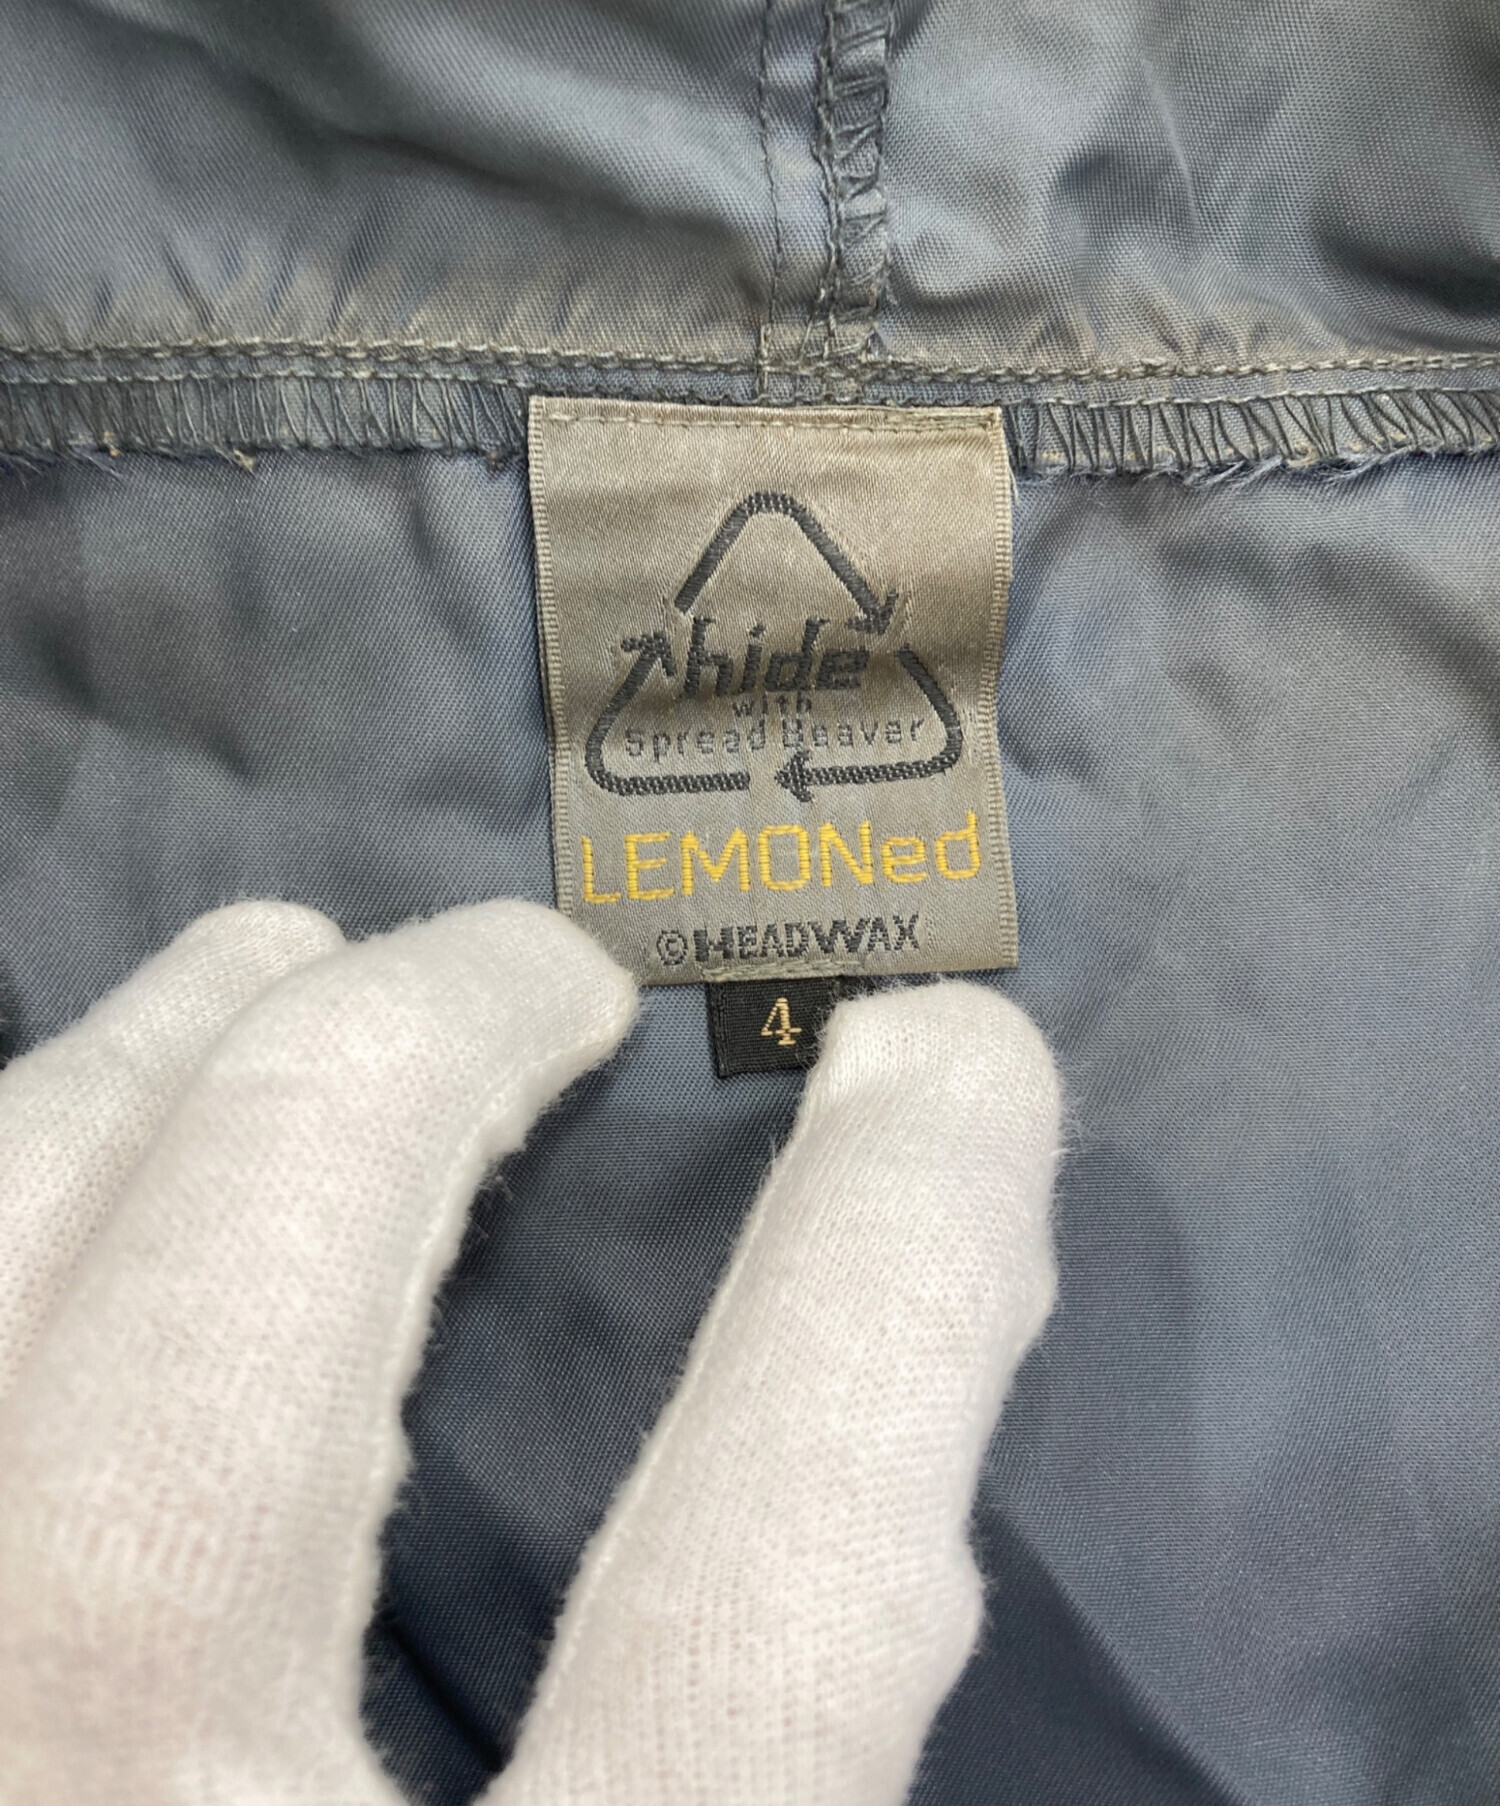 hide
with
Spread Beaver
LEMONed
©HEADWAX
4